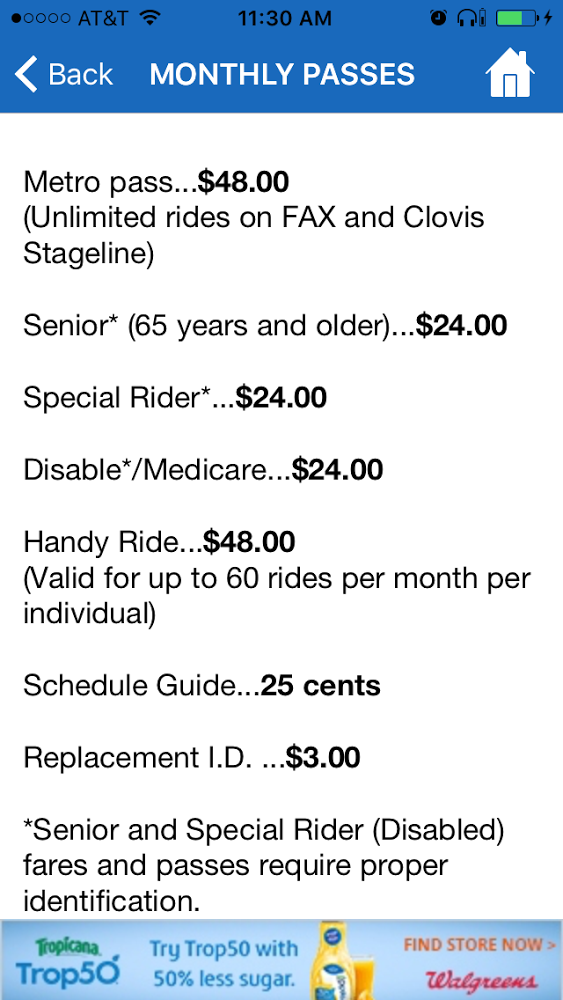 AT&T 11:30 AM
Back MONTHLY PASSES
Metro pass...$48.00
(Unlimited rides on FAX and Clovis
Stageline)
Senior* (65 years and older)...$24.00
Special Rider*...$24.00
Disable*/Medicare...$24.00
Handy Ride...$48.00
(Valid for up to 60 rides per month per
individual)
Schedule Guide...25 cents
Replacement I.D. ...$3.00
*Senior and Special Rider (Disabled)
fares and passes require proper
identification.
Tropicana
Trop50
Try Trop50 with
50% less sugar.
FIND STORE NOW >
Walgreens